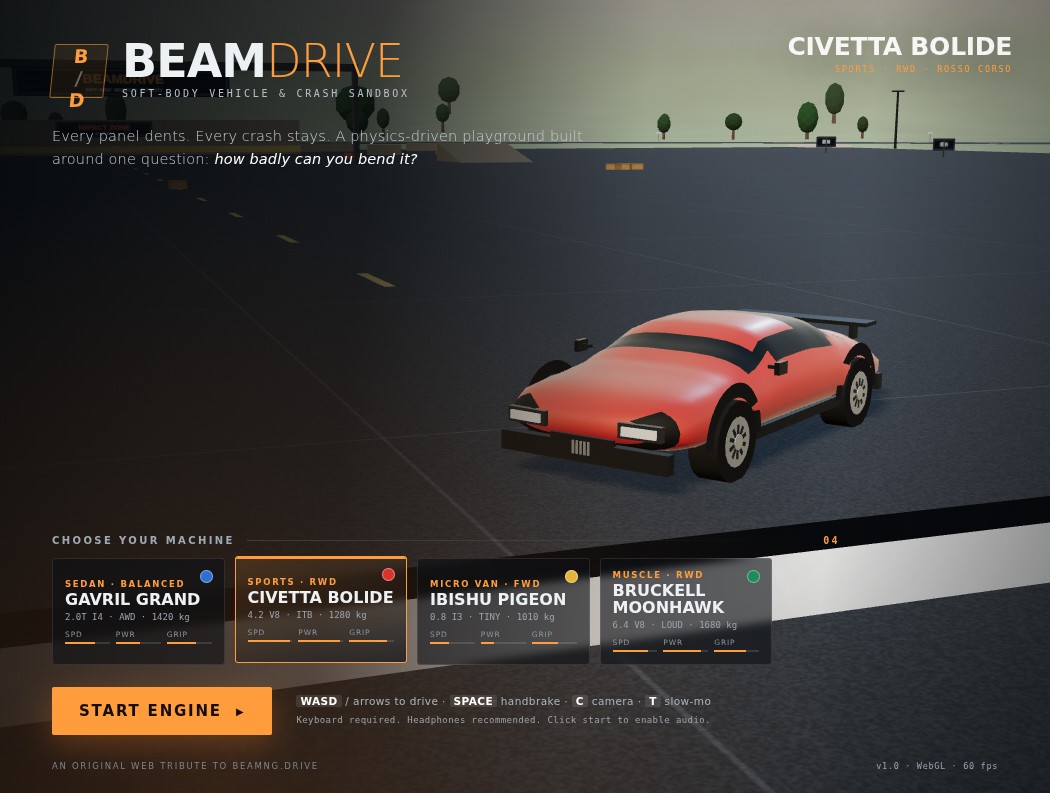 B
/
D
BEAMDRIVE
SOFT-BODY VEHICLE & CRASH SANDBOX
CIVETTA BOLIDE
SPORTS · RWD · ROSSO CORSO
Every panel dents. Every crash stays. A physics-driven playground built
around one question: how badly can you bend it?
CHOOSE YOUR MACHINE
04
SEDAN · BALANCED
GAVRIL GRAND
2.0T I4 · AWD · 1420 kg
SPD PWR GRIP
SPORTS · RWD
CIVETTA BOLIDE
4.2 V8 · ITB · 1280 kg
SPD PWR GRIP
MICRO VAN · FWD
IBISHU PIGEON
0.8 I3 · TINY · 1010 kg
SPD PWR GRIP
MUSCLE · RWD
BRUCKELL
MOONHAWK
6.4 V8 · LOUD · 1680 kg
SPD PWR GRIP
START ENGINE ▸
WASD / arrows to drive · SPACE handbrake · C camera · T slow-mo
Keyboard required. Headphones recommended. Click start to enable audio.
AN ORIGINAL WEB TRIBUTE TO BEAMNG.DRIVE
v1.0 · WebGL · 60 fps